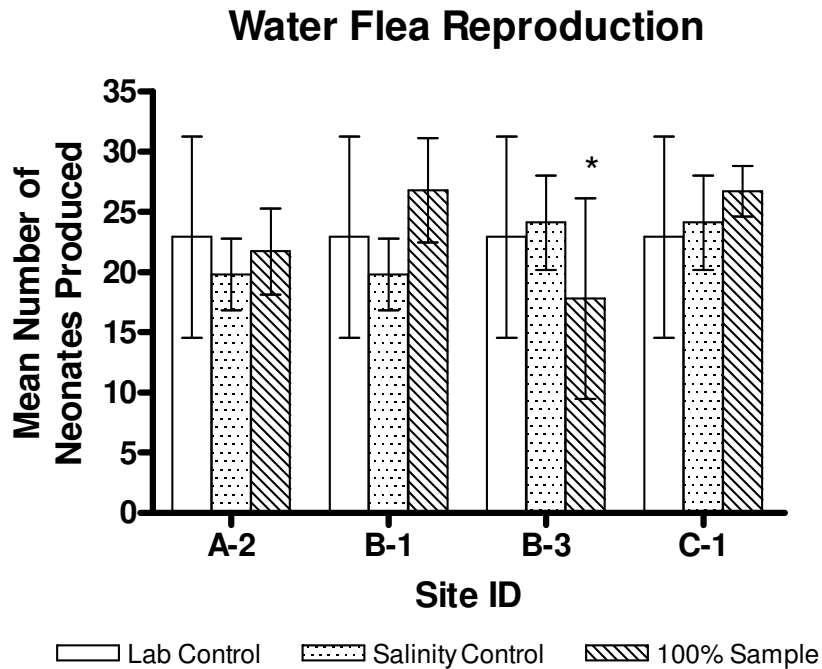 Water Flea Reproduction
Mean Number of
Neonates Produced
35
30
25
20
15
10
5
0
*
A-2 B-1 B-3 C-1
Site ID
Lab Control Salinity Control 100% Sample